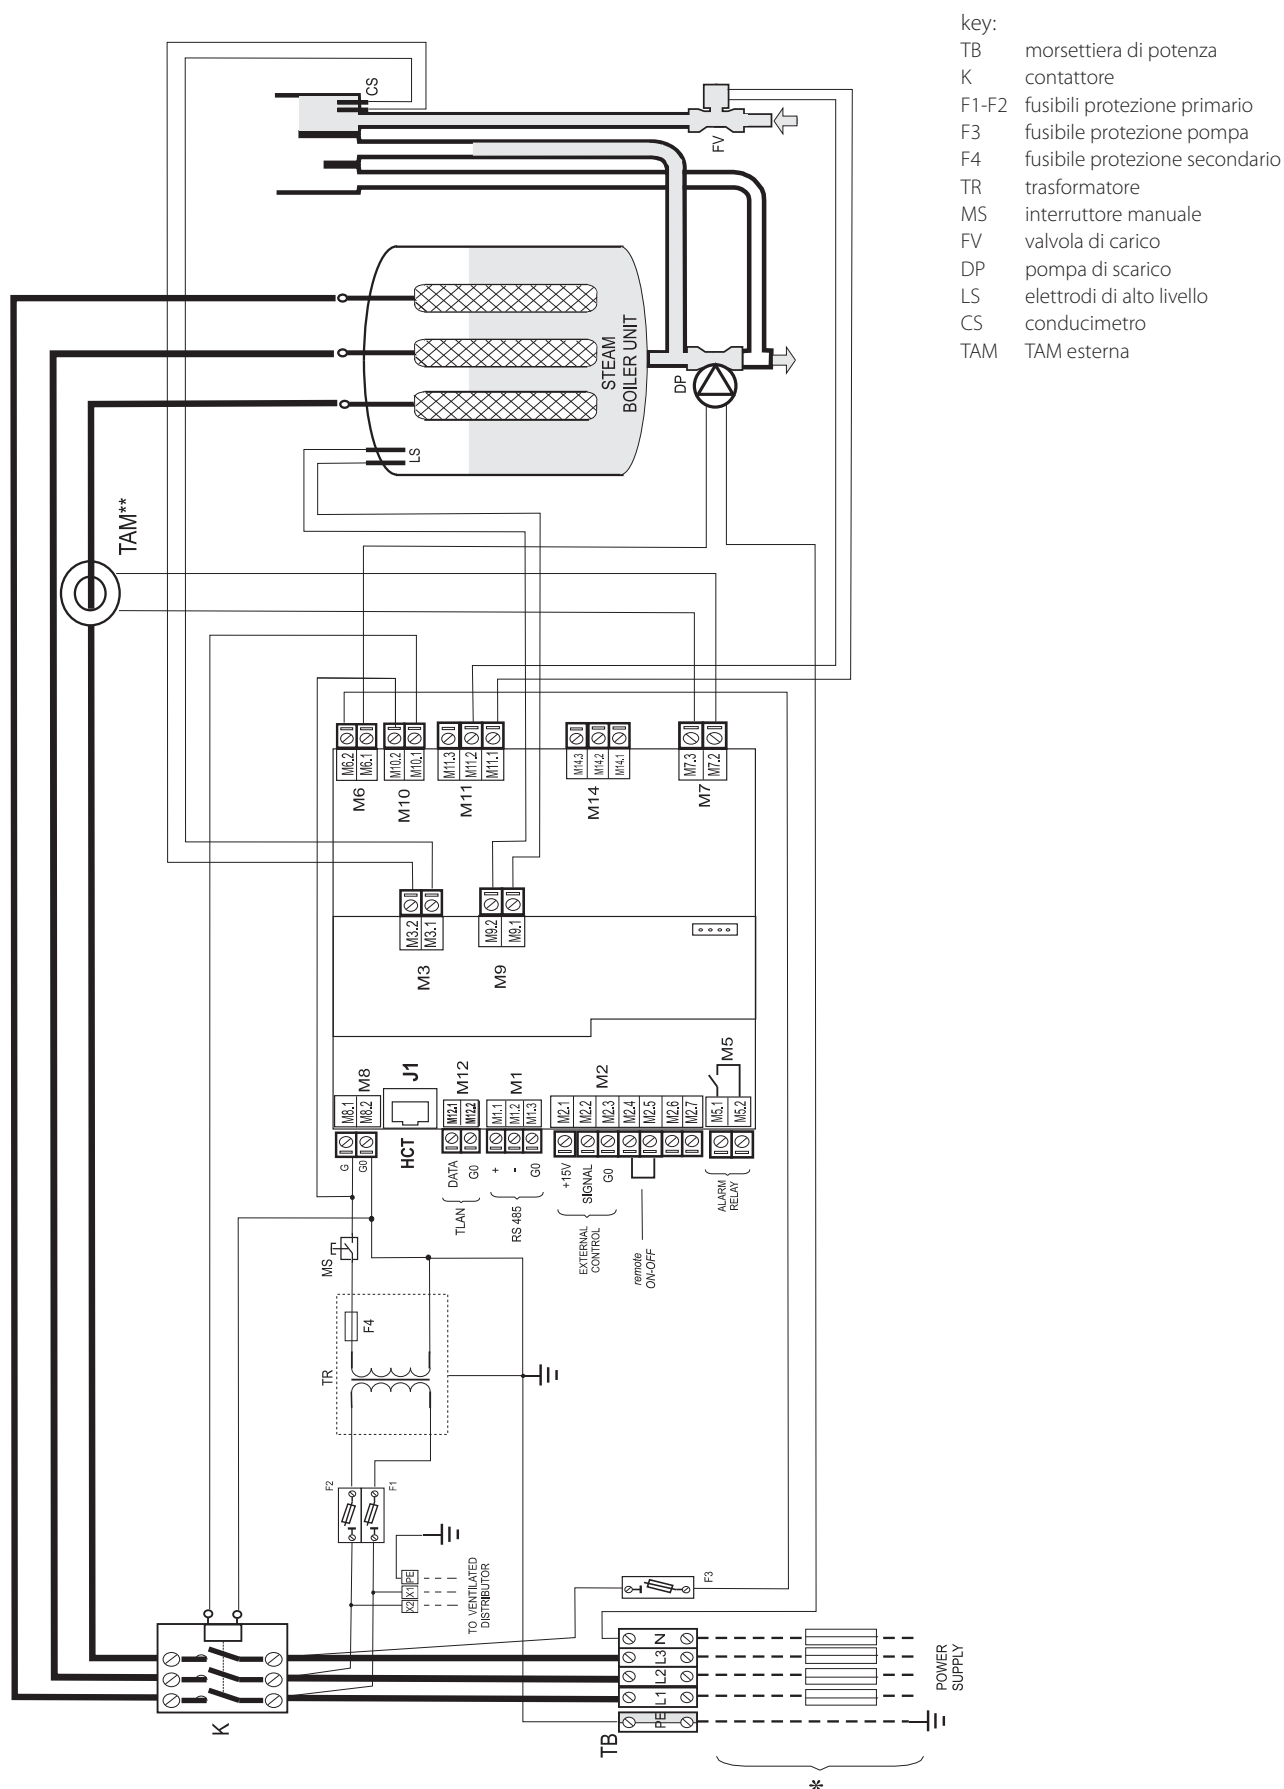 key:
TB morsettiera di potenza
K contattore
F1-F2 fusibili protezione primario
F3 fusibile protezione pompa
F4 fusibile protezione secondario
TR trasformatore
MS interruttore manuale
FV valvola di carico
DP pompa di scarico
LS elettrodi di alto livello
CS conducimetro
TAM TAM esterna
CS
FV
STEAM
BOILER UNIT
DP
LS
TAM**
M6.2
M6.1
M10.2
M10.1
M11.3
M11.2
M11.1
M14.3
M14.2
M14.1
M7.3
M7.2
M6
M10
M11
M14
M7
M3.2
M3.1
M9.2
M9.1
M3
M9
M8
J1
M12
M1
M2
M5
M8.1
M8.2
M12.1
M12.2
M1.1
M1.2
M1.3
M2.1
M2.2
M2.3
M2.4
M2.5
M2.6
M2.7
M5.1
M5.2
G
G0
HCT
DATA
G0
TLAN
+
-
G0
RS 485
+15V
SIGNAL
G0
EXTERNAL
CONTROL
remote
ON-OFF
ALARM
RELAY
MS
F4
TR
F2
F1
PE
X1
X2
TO VENTILATED
DISTRIBUTOR
F3
K
N
L3
L2
L1
PE
TB
POWER
SUPPLY
*